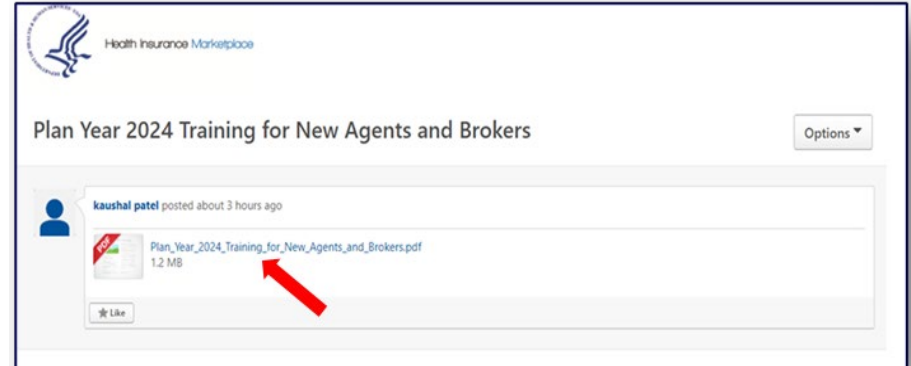 Health Insurance Marketplace
Plan Year 2024 Training for New Agents and Brokers
Options
kaushal patel posted about 3 hours ago
PDF
Plan_Year_2024_Training_for_New_Agents_and_Brokers.pdf
1.2 MB
Like